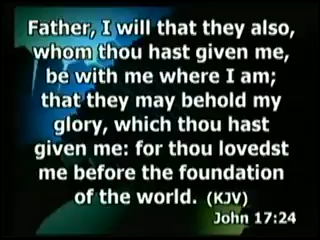 Father, I will that they also,
whom thou hast given me,
be with me where I am;
that they may behold my
glory, which thou hast
given me: for thou lovedst
me before the foundation
of the world. (KJV)
John 17:24